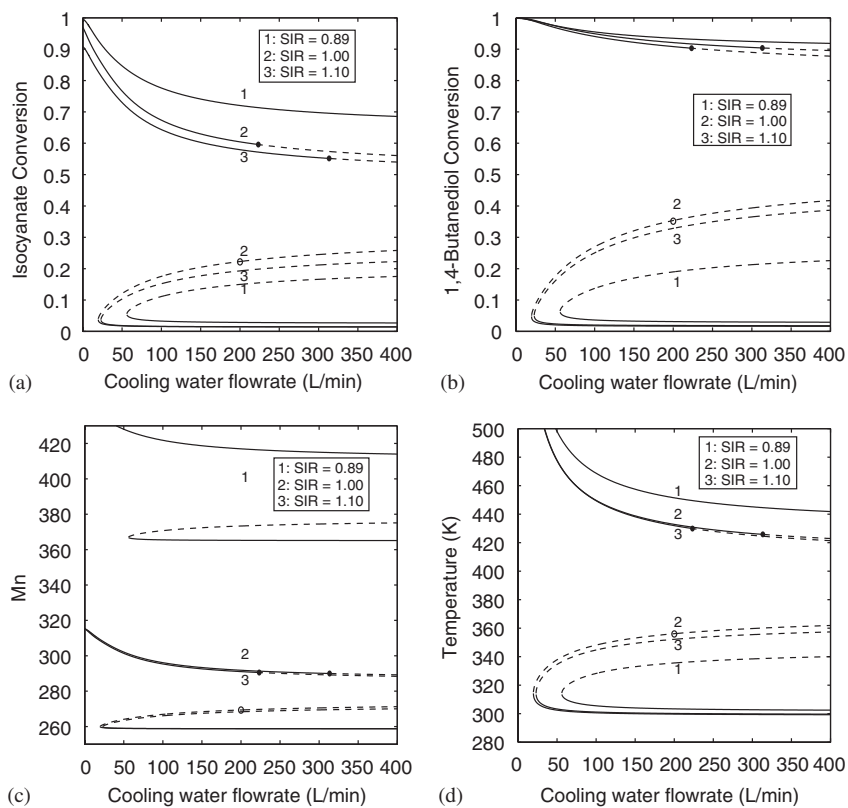 1
0.9
0.8
0.7
0.6
0.5
0.4
0.3
0.2
0.1
0
Isocyanate Conversion
1: SIR = 0.89
2: SIR = 1.00
3: SIR = 1.10
1
2
3
2
3
1
0 50 100 150 200 250 300 350 400
Cooling water flowrate (L/min)
(a)
1
0.9
0.8
0.7
0.6
0.5
0.4
0.3
0.2
0.1
0
1,4-Butanediol Conversion
1: SIR = 0.89
2: SIR = 1.00
3: SIR = 1.10
2
3
1
0 50 100 150 200 250 300 350 400
Cooling water flowrate (L/min)
(b)
420
400
380
360
340
320
300
280
260
Mn
1: SIR = 0.89
2: SIR = 1.00
3: SIR = 1.10
1
2
3
0 50 100 150 200 250 300 350 400
Cooling water flowrate (L/min)
(c)
500
480
460
440
420
400
380
360
340
320
300
280
Temperature (K)
1: SIR = 0.89
2: SIR = 1.00
3: SIR = 1.10
1
2
3
2
3
1
0 50 100 150 200 250 300 350 400
Cooling water flowrate (L/min)
(d)